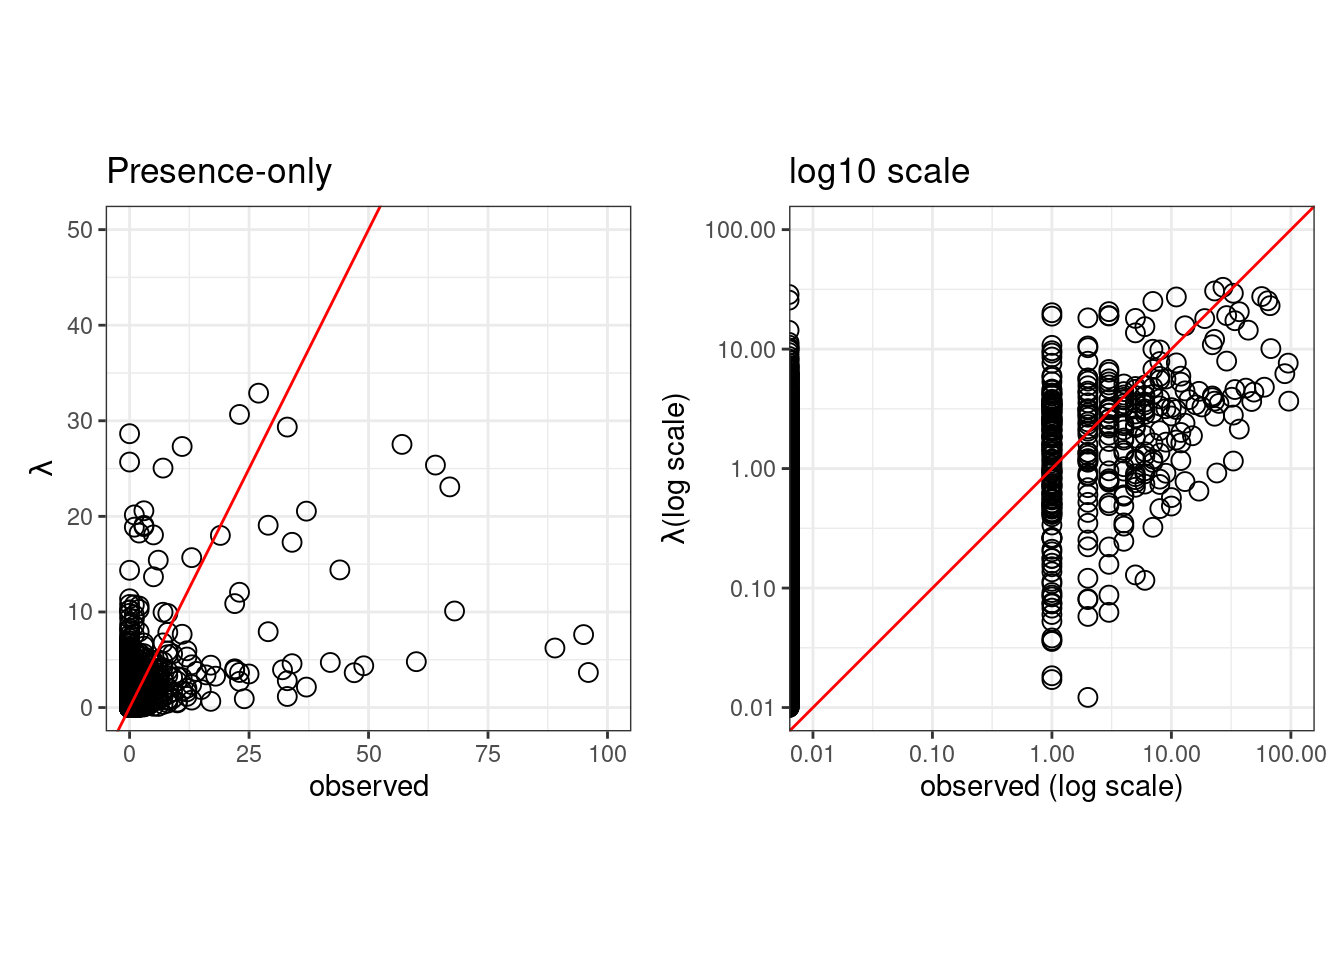 Presence-only
50
40
30
20
10
0
λ
0 25 50 75 100
observed
log10 scale
100.00
10.00
1.00
0.10
0.01
λ(log scale)
0.01 0.10 1.00 10.00 100.00
observed (log scale)